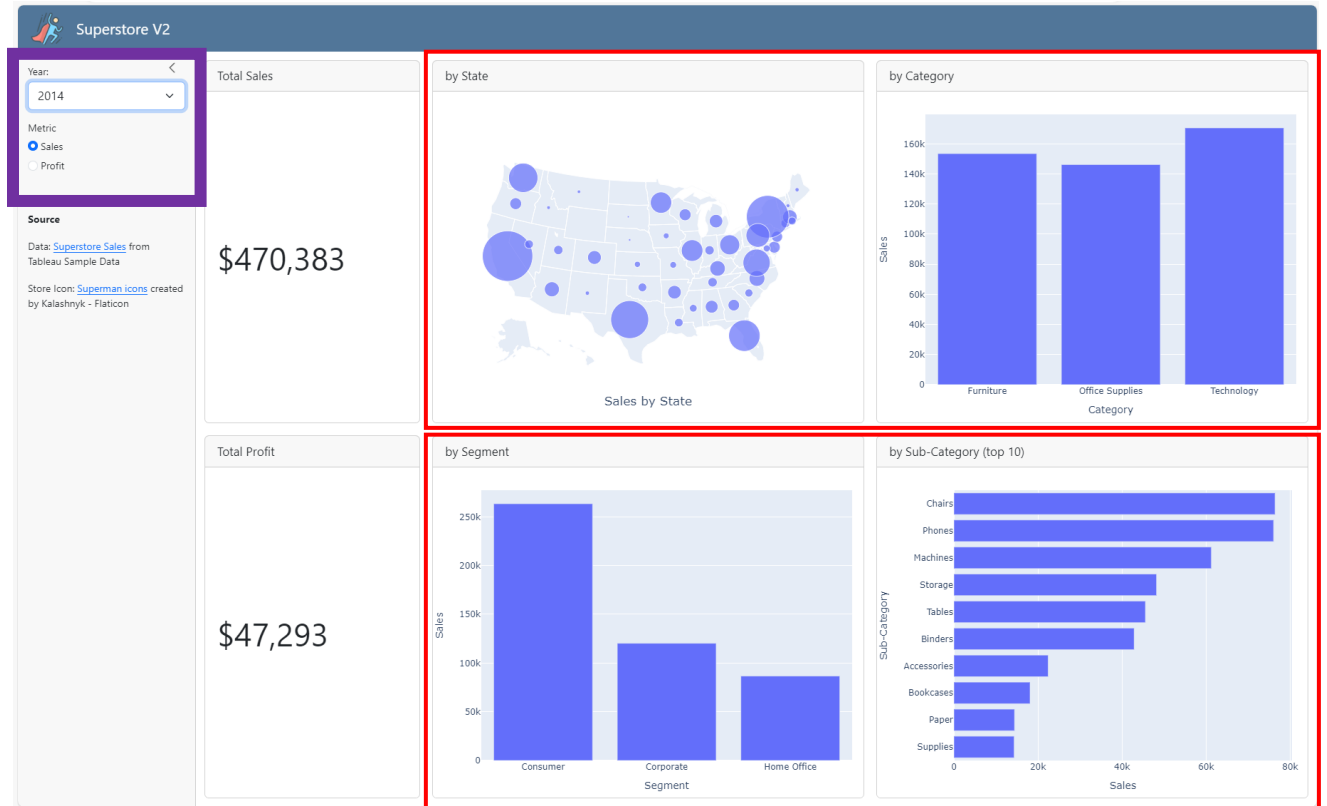 Superstore V2
Year:
2014
Metric
Sales
Profit
Source
Data: Superstore Sales from
Tableau Sample Data
Store Icon: Superman icons created
by Kalashnyk - Flaticon
Total Sales
$470,383
by State
Sales by State
by Category
160k
140k
120k
100k
80k
60k
40k
20k
0
Sales
Furniture
Office Supplies
Technology
Category
Total Profit
$47,293
by Segment
250k
200k
150k
100k
50k
0
Sales
Consumer
Corporate
Home Office
Segment
by Sub-Category (top 10)
Sub-Category
Chairs
Phones
Machines
Storage
Tables
Binders
Accessories
Bookcases
Paper
Supplies
0
20k
40k
60k
80k
Sales